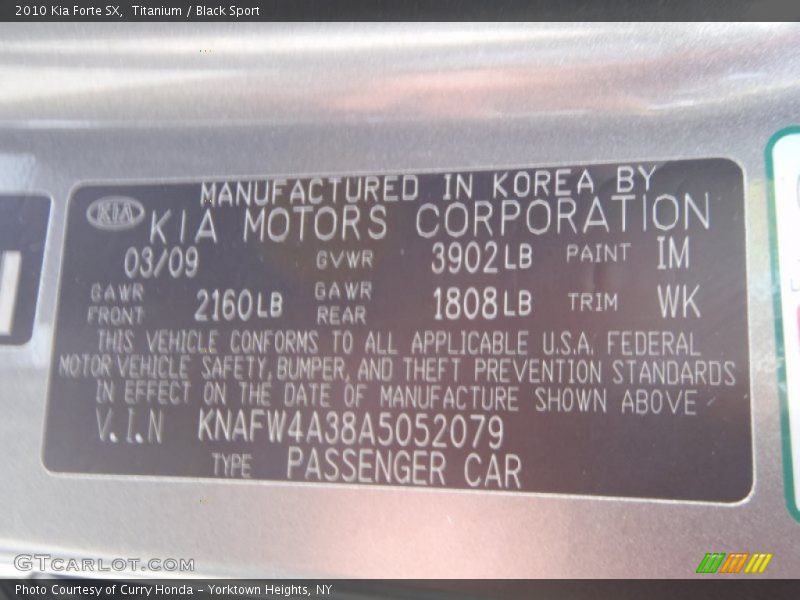 2010 Kia Forte SX, Titanium / Black Sport
MANUFACTURED IN KOREA BY
KIA KIA MOTORS CORPORATION
03/09 GVWR 3902LB PAINT IM
GAWR FRONT 2160LB GAWR REAR 1808LB TRIM WK
THIS VEHICLE CONFORMS TO ALL APPLICABLE U.S.A. FEDERAL
MOTOR VEHICLE SAFETY, BUMPER, AND THEFT PREVENTION STANDARDS
IN EFFECT ON THE DATE OF MANUFACTURE SHOWN ABOVE
V.I.N KNAFW4A38A5052079
TYPE PASSENGER CAR
GTCARLOT.COM
Photo Courtesy of Curry Honda - Yorktown Heights, NY